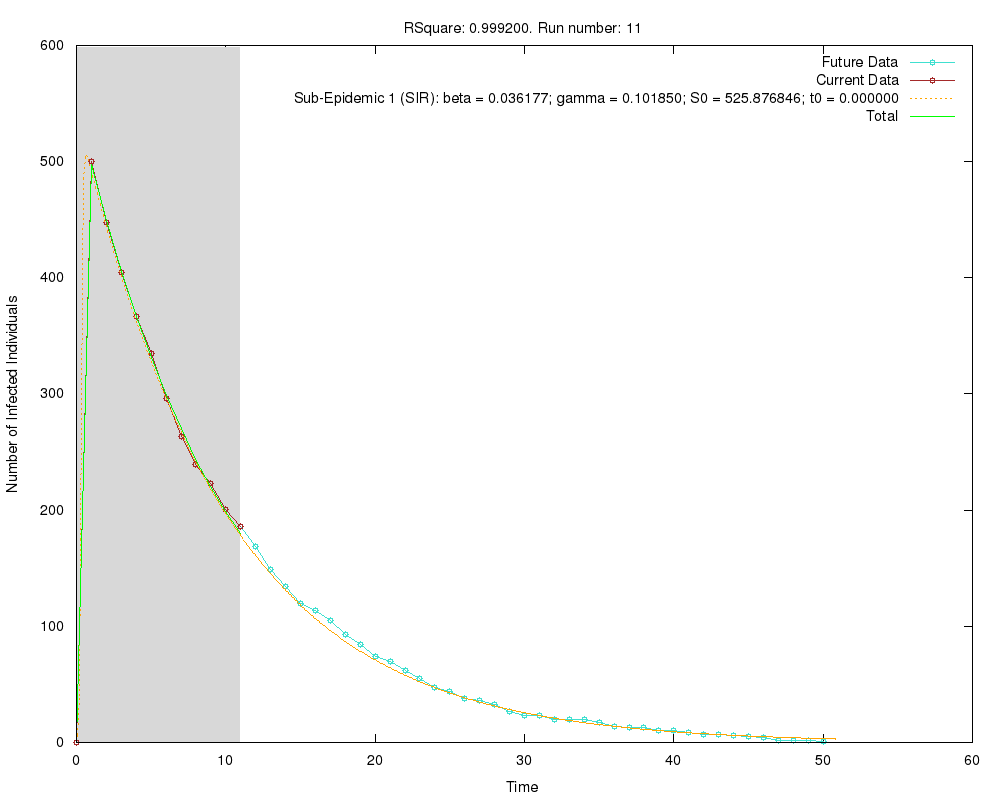 RSquare: 0.999200. Run number: 11
600
500
400
300
200
100
0
Number of Infected Individuals
Future Data
Current Data
Sub-Epidemic 1 (SIR): beta = 0.036177; gamma = 0.101850; S0 = 525.876846; t0 = 0.000000
Total
0 10 20 30 40 50 60
Time